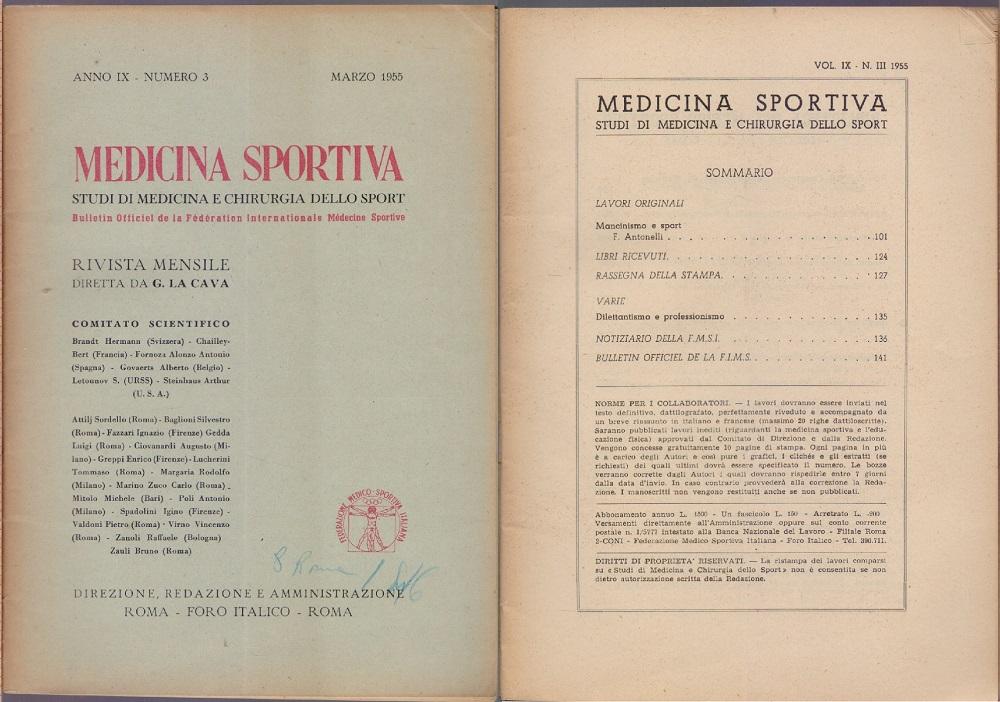 ANNO IX - NUMERO 3 MARZO 1955
MEDICINA SPORTIVA
STUDI DI MEDICINA E CHIRURGIA DELLO SPORT
Bulletin Officiel de la Fédération Internationale Médecine Sportive
RIVISTA MENSILE
DIRETTA DA G. LA CAVA
COMITATO SCIENTIFICO
Brandt Hermann (Svizzera) - Chailley-
Bert (Francia) - Fornoza Alonzo Antonio
(Spagna) - Govaerts Alberto (Belgio) -
Letounov S. (URSS) - Steinhaus Arthur
(U. S. A.)
Attilj Sordello (Roma) - Baglioni Silvestro
(Roma) - Fazzari Ignazio (Firenze) Gedda
Luigi (Roma) - Giovanardi Augusto (Mi-
lano) - Greppi Enrico (Firenze) - Lucherini
Tommaso (Roma) - Margaria Rodolfo
(Milano) - Marino Zuco Carlo (Roma) -
Mitolo Michele (Bari) - Poli Antonio
(Milano) - Spadolini Igino (Firenze) -
Valdoni Pietro (Roma) - Virno Vincenzo
(Roma) - Zanoli Raffaele (Bologna)
Zauli Bruno (Roma)
FEDERAZIONE MEDICO-SPORTIVA ITALIANA
8 Roma
DIREZIONE, REDAZIONE E AMMINISTRAZIONE
ROMA - FORO ITALICO - ROMA
VOL. IX - N. III 1955
MEDICINA SPORTIVA
STUDI DI MEDICINA E CHIRURGIA DELLO SPORT
SOMMARIO
LAVORI ORIGINALI
Mancinismo e sport
F. Antonelli . . . . . . . . . . . . . . . 101
LIBRI RICEVUTI. . . . . . . . . . . . . . . 124
RASSEGNA DELLA STAMPA. . . . . . . . . . . 127
VARIE
Dilettantismo e professionismo . . . . . . . . . . 135
NOTIZIARIO DELLA F.M.S.I. . . . . . . . . . . 136
BULLETIN OFFICIEL DE LA F.I.M.S. . . . . . . . . 141
NORME PER I COLLABORATORI. — I lavori dovranno essere inviati nel
testo definitivo, dattilografato, perfettamente riveduto e accompagnato da
un breve riassunto in italiano e francese (massimo 20 righe dattiloscritte).
Saranno pubblicati lavori inediti (riguardanti la medicina sportiva e l'edu-
cazione fisica) approvati dal Comitato di Direzione e dalla Redazione.
Vengono concesse gratuitamente 10 pagine di stampa. Ogni pagina in più
è a carico degli Autori e così pure i grafici, i clichés e gli estratti (se
richiesti) dei quali ultimi dovrà essere specificato il numero. Le bozze
verranno corrette dagli Autori i quali dovranno rispedirle entro 7 giorni
dalla data d'invio. In caso contrario provvederà alla correzione la Reda-
zione. I manoscritti non vengono restituiti anche se non pubblicati.
Abbonamento annuo L. 1500 - Un fascicolo L. 150 - Arretrato L.
Versamenti direttamente all'Amministrazione oppure sul conto corrente
postale n. 1/5777 intestato alla Banca Nazionale del Lavoro - Filiale Roma
2-CONI - Federazione Medico Sportiva Italiana - Foro Italico - Tel. 396.711.
DIRITTI DI PROPRIETA' RISERVATI. — La ristampa dei lavori comparsi
su « Studi di Medicina e Chirurgia dello Sport » non è consentita se non
dietro autorizzazione scritta della Redazione.